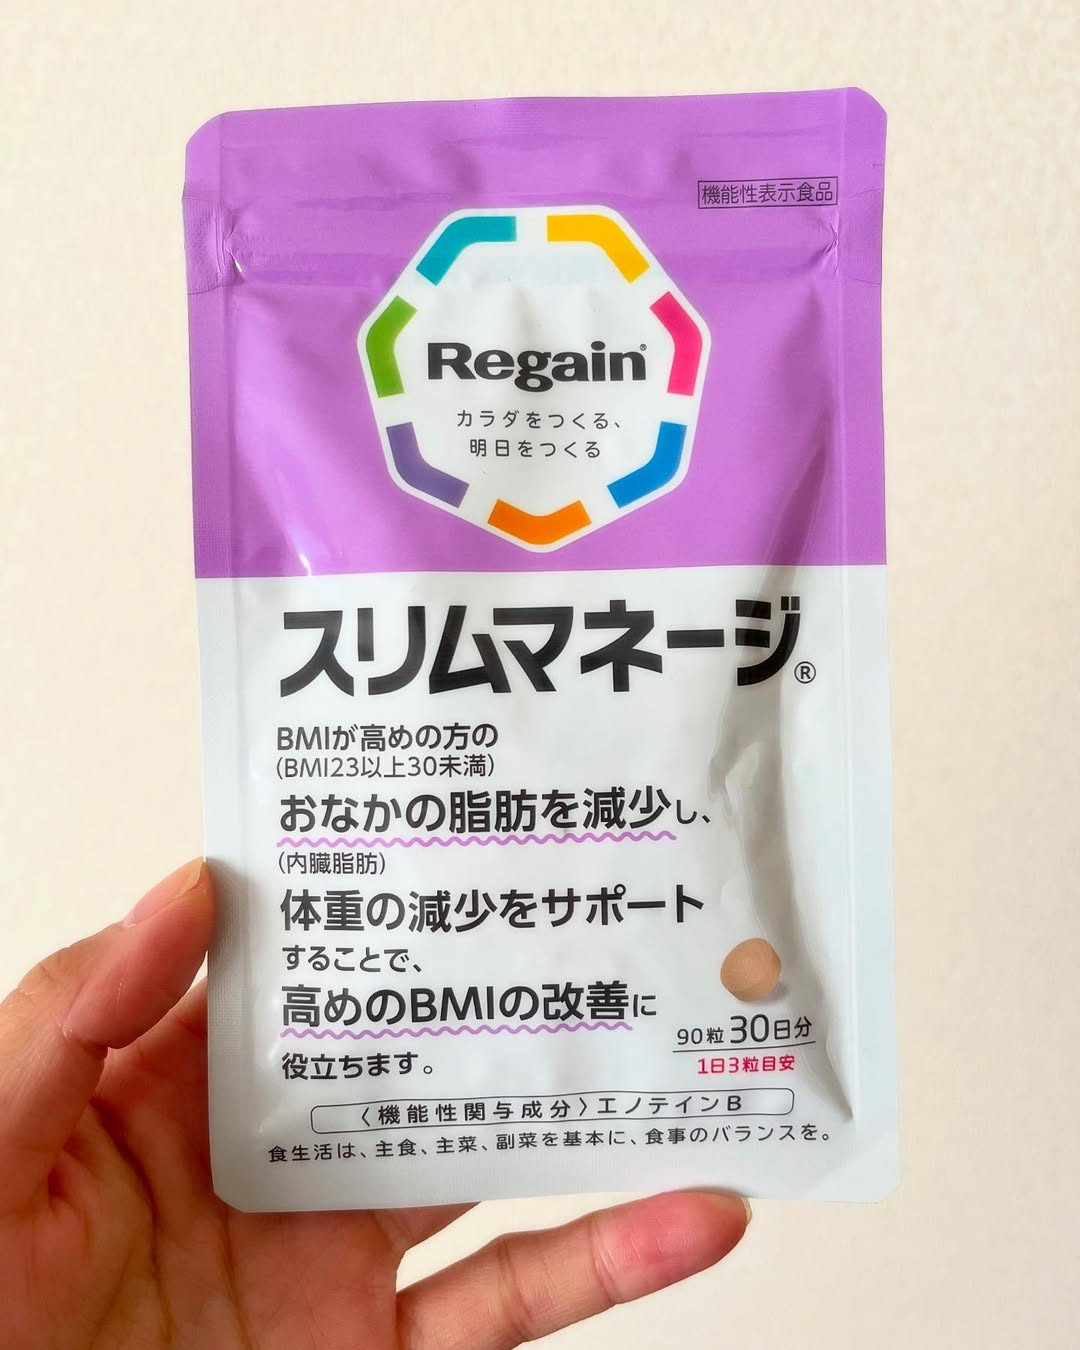 機能性表示食品
Regain®
カラダをつくる、
明日をつくる
スリムマネージ®
BMIが高めの方の
(BMI23以上30未満)
おなかの脂肪を減少し、
(内臓脂肪)
体重の減少をサポート
することで、
高めのBMIの改善に
役立ちます。
90粒30日分
1日3粒目安
〈機能性関与成分〉エノテインB
食生活は、主食、主菜、副菜を基本に、食事のバランスを。